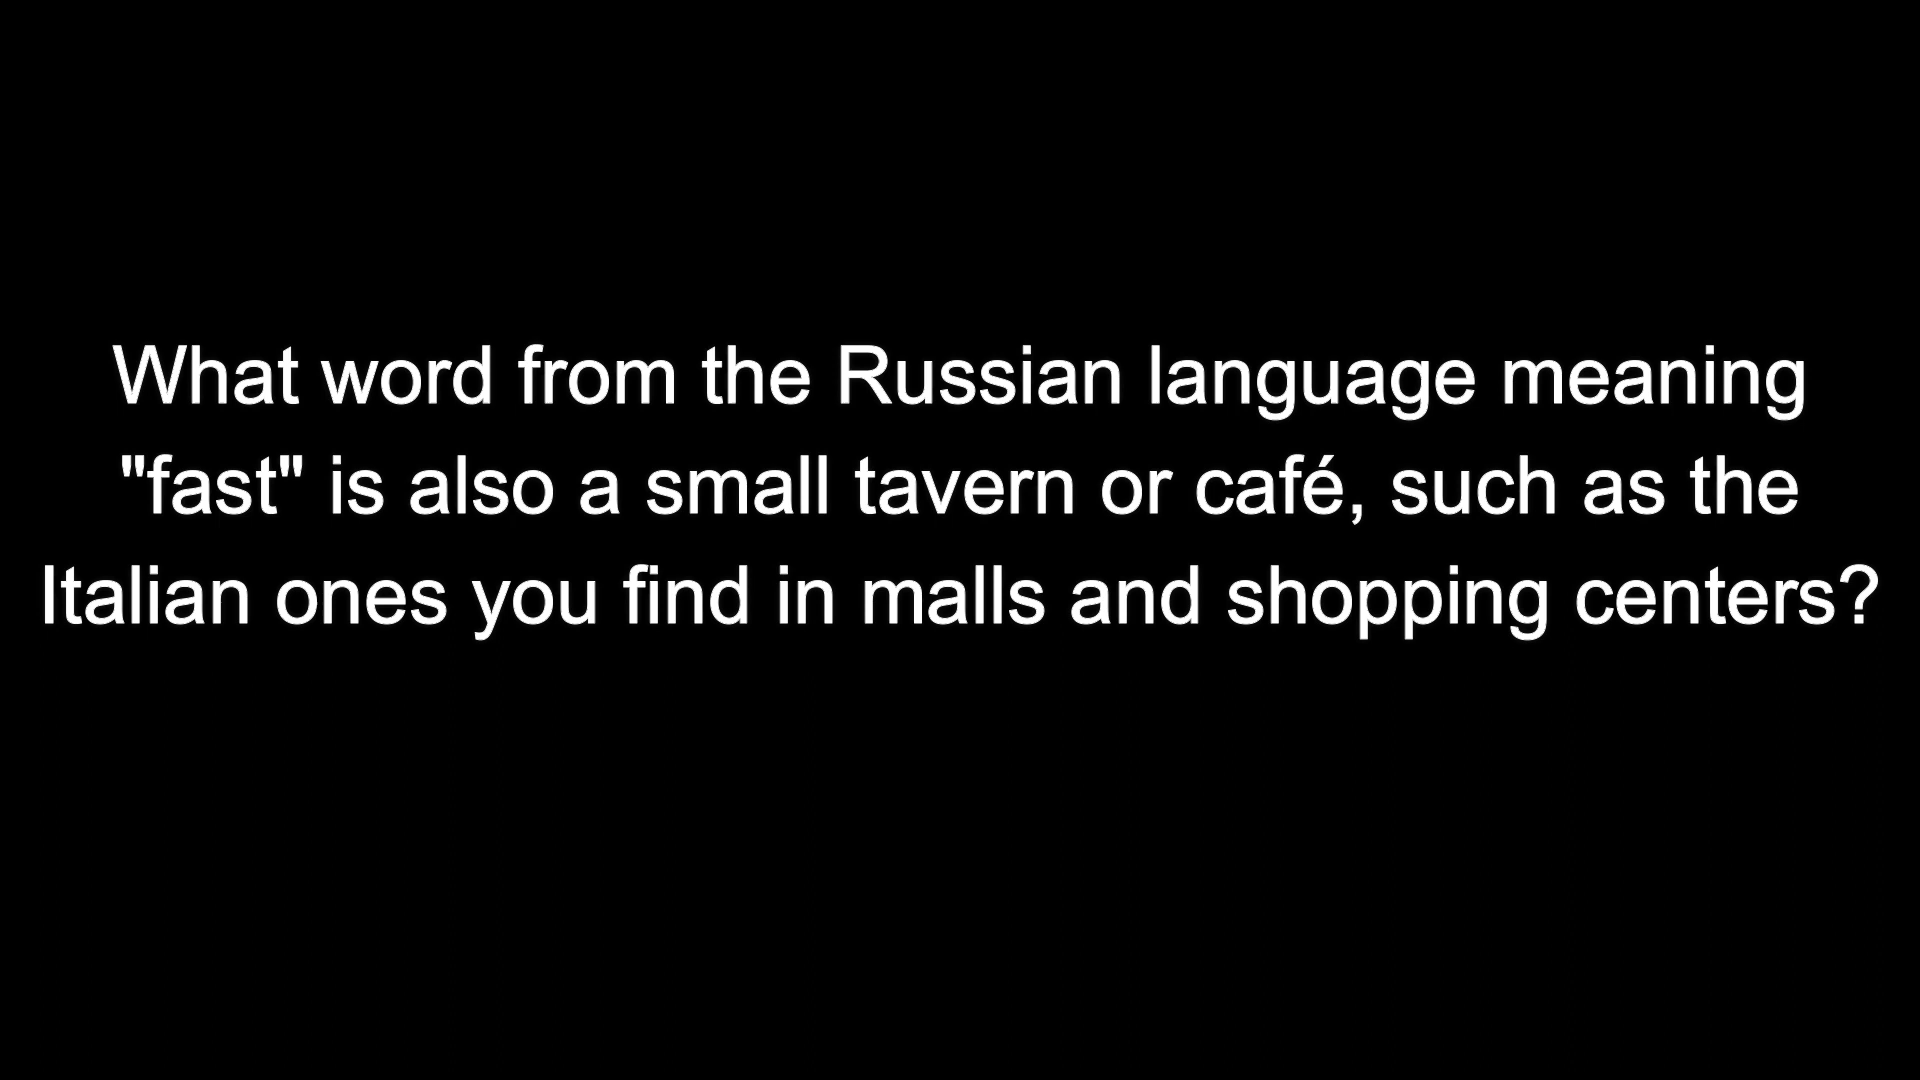 What word from the Russian language meaning
"fast" is also a small tavern or café, such as the
Italian ones you find in malls and shopping centers?